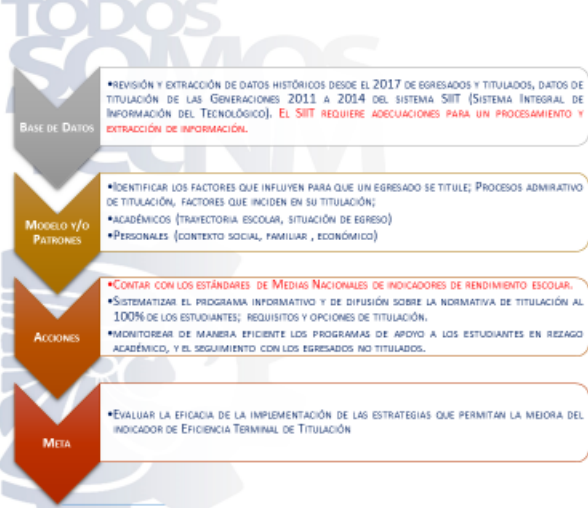 TODOS
SOMOS
TECNM
BASE DE DATOS
•REVISIÓN Y EXTRACCIÓN DE DATOS HISTÓRICOS DESDE EL 2017 DE EGRESADOS Y TITULADOS, DATOS DE
TITULACIÓN DE LAS GENERACIONES 2011 A 2014 DEL SISTEMA SIIT (SISTEMA INTEGRAL DE
INFORMACIÓN DEL TECNOLÓGICO). EL SIIT REQUIERE ADECUACIONES PARA UN PROCESAMIENTO Y
EXTRACCIÓN DE INFORMACIÓN.
MODELO Y/O
PATRONES
•IDENTIFICAR LOS FACTORES QUE INFLUYEN PARA QUE UN EGRESADO SE TITULE; PROCESOS ADMIRATIVO
DE TITULACIÓN, FACTORES QUE INCIDEN EN SU TITULACIÓN;
•ACADÉMICOS (TRAYECTORIA ESCOLAR, SITUACIÓN DE EGRESO)
•PERSONALES (CONTEXTO SOCIAL, FAMILIAR , ECONÓMICO)
ACCIONES
•CONTAR CON LOS ESTÁNDARES DE MEDIAS NACIONALES DE INDICADORES DE RENDIMIENTO ESCOLAR.
•SISTEMATIZAR EL PROGRAMA INFORMATIVO Y DE DIFUSIÓN SOBRE LA NORMATIVA DE TITULACIÓN AL
100% DE LOS ESTUDIANTES; REQUISITOS Y OPCIONES DE TITULACIÓN.
•MONITOREAR DE MANERA EFICIENTE LOS PROGRAMAS DE APOYO A LOS ESTUDIANTES EN REZAGO
ACADÉMICO, Y EL SEGUIMIENTO CON LOS EGRESADOS NO TITULADOS.
META
•EVALUAR LA EFICACIA DE LA IMPLEMENTACIÓN DE LAS ESTRATEGIAS QUE PERMITAN LA MEJORA DEL
INDICADOR DE EFICIENCIA TERMINAL DE TITULACIÓN